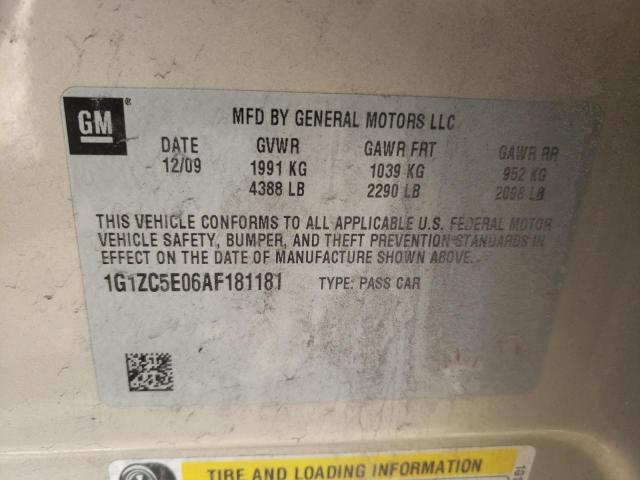 GM
MFD BY GENERAL MOTORS LLC
DATE GVWR GAWR FRT GAWR RR
12/09 1991 KG 1039 KG 952 KG
4388 LB 2290 LB 2098 LB
THIS VEHICLE CONFORMS TO ALL APPLICABLE U.S. FEDERAL MOTOR
VEHICLE SAFETY, BUMPER, AND THEFT PREVENTION STANDARDS IN
EFFECT ON THE DATE OF MANUFACTURE SHOWN ABOVE.
1G1ZC5E06AF181181 TYPE: PASS CAR
TIRE AND LOADING INFORMATION